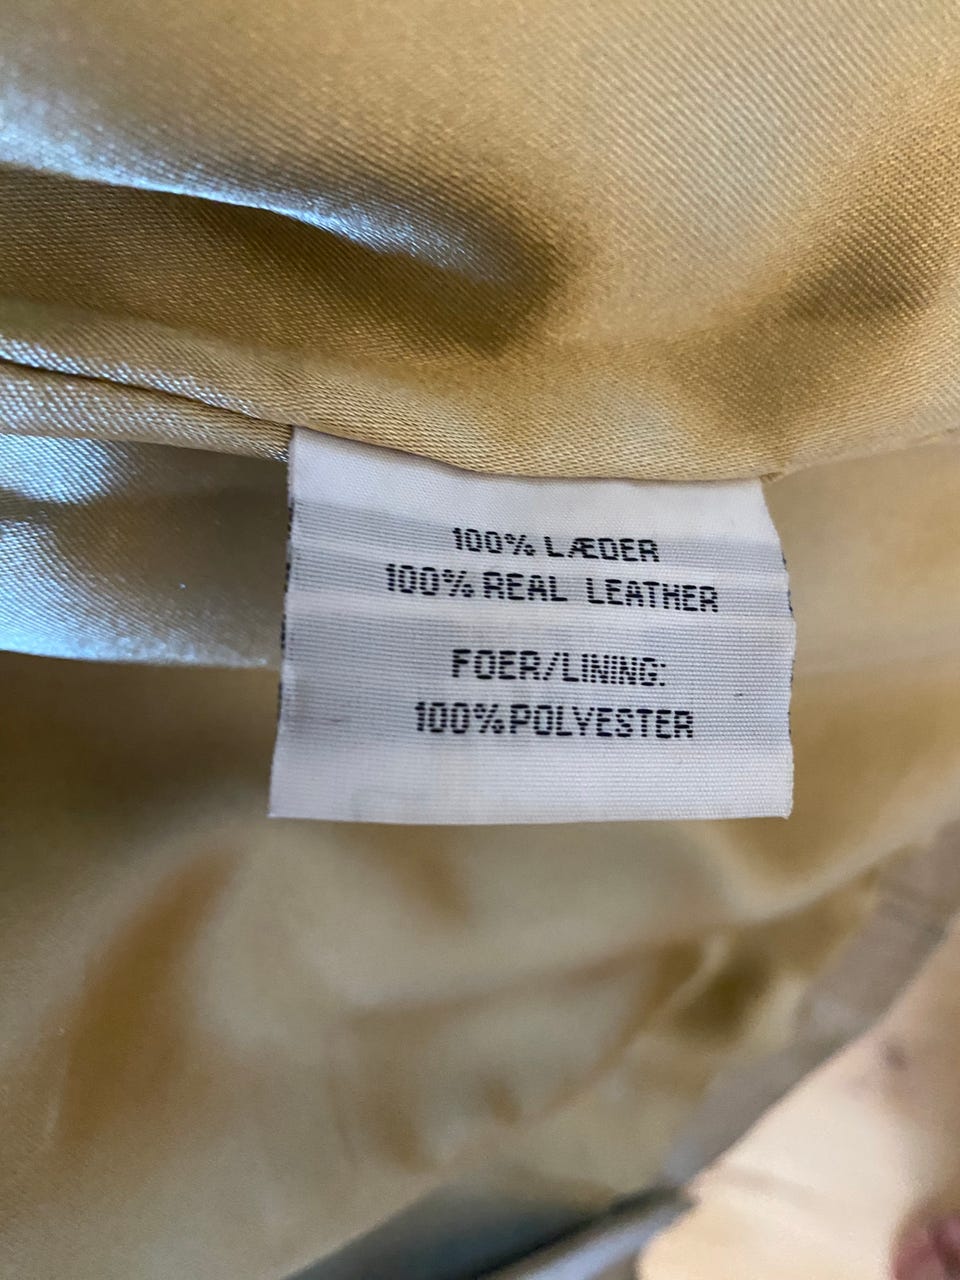 100% LÆDER
100% REAL LEATHER
FOER/LINING:
100% POLYESTER